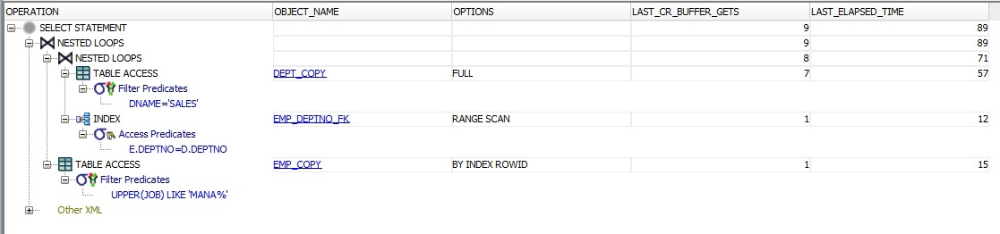 OPERATION OBJECT_NAME OPTIONS LAST_CR_BUFFER_GETS LAST_ELAPSED_TIME
SELECT STATEMENT 9 89
NESTED LOOPS 9 89
NESTED LOOPS 8 71
TABLE ACCESS DEPT_COPY FULL 7 57
Filter Predicates
DNAME='SALES'
INDEX EMP_DEPTNO_FK RANGE SCAN 1 12
Access Predicates
E.DEPTNO=D.DEPTNO
TABLE ACCESS EMP_COPY BY INDEX ROWID 1 15
Filter Predicates
UPPER(JOB) LIKE 'MANA%'
Other XML